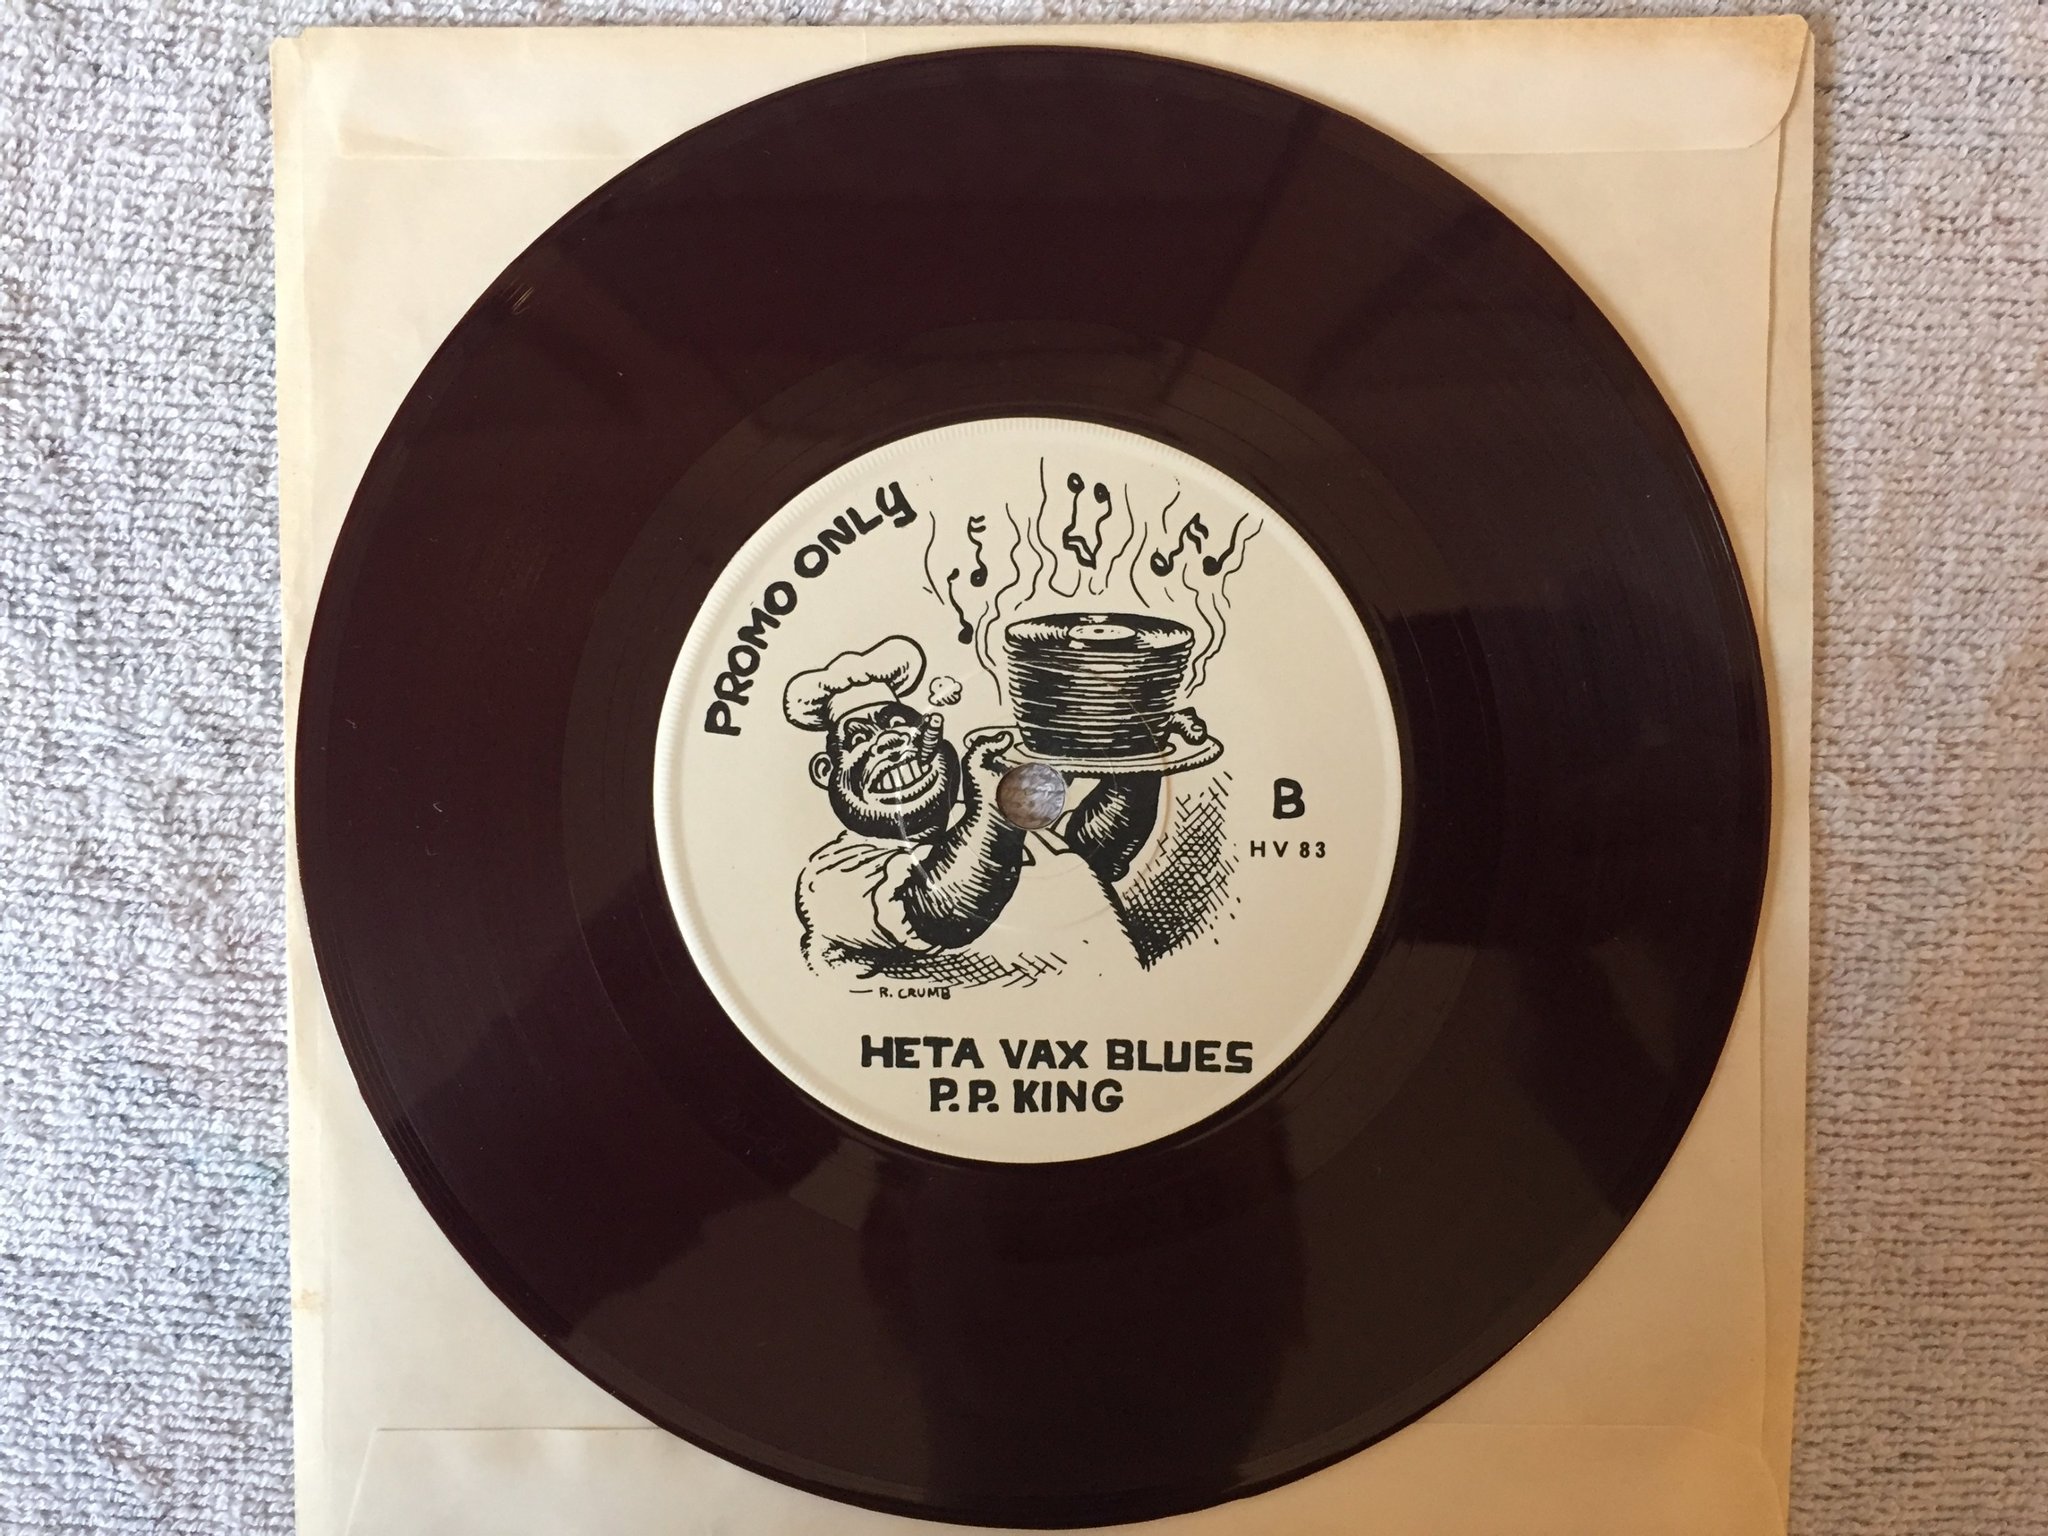 PROMO ONLY
B
HV 83
R. CRUMB
HETA VAX BLUES
P.P. KING